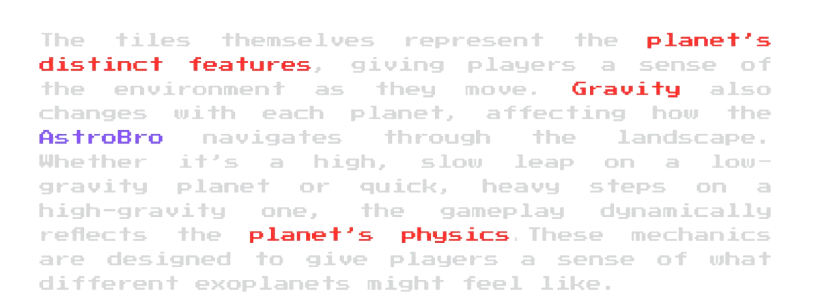 The tiles themselves represent the planet's
distinct features, giving players a sense of
the environment as they move. Gravity also
changes with each planet, affecting how the
AstroBro navigates through the landscape.
Whether it's a high, slow leap on a low-
gravity planet or quick, heavy steps on a
high-gravity one, the gameplay dynamically
reflects the planet's physics.These mechanics
are designed to give players a sense of what
different exoplanets might feel like.